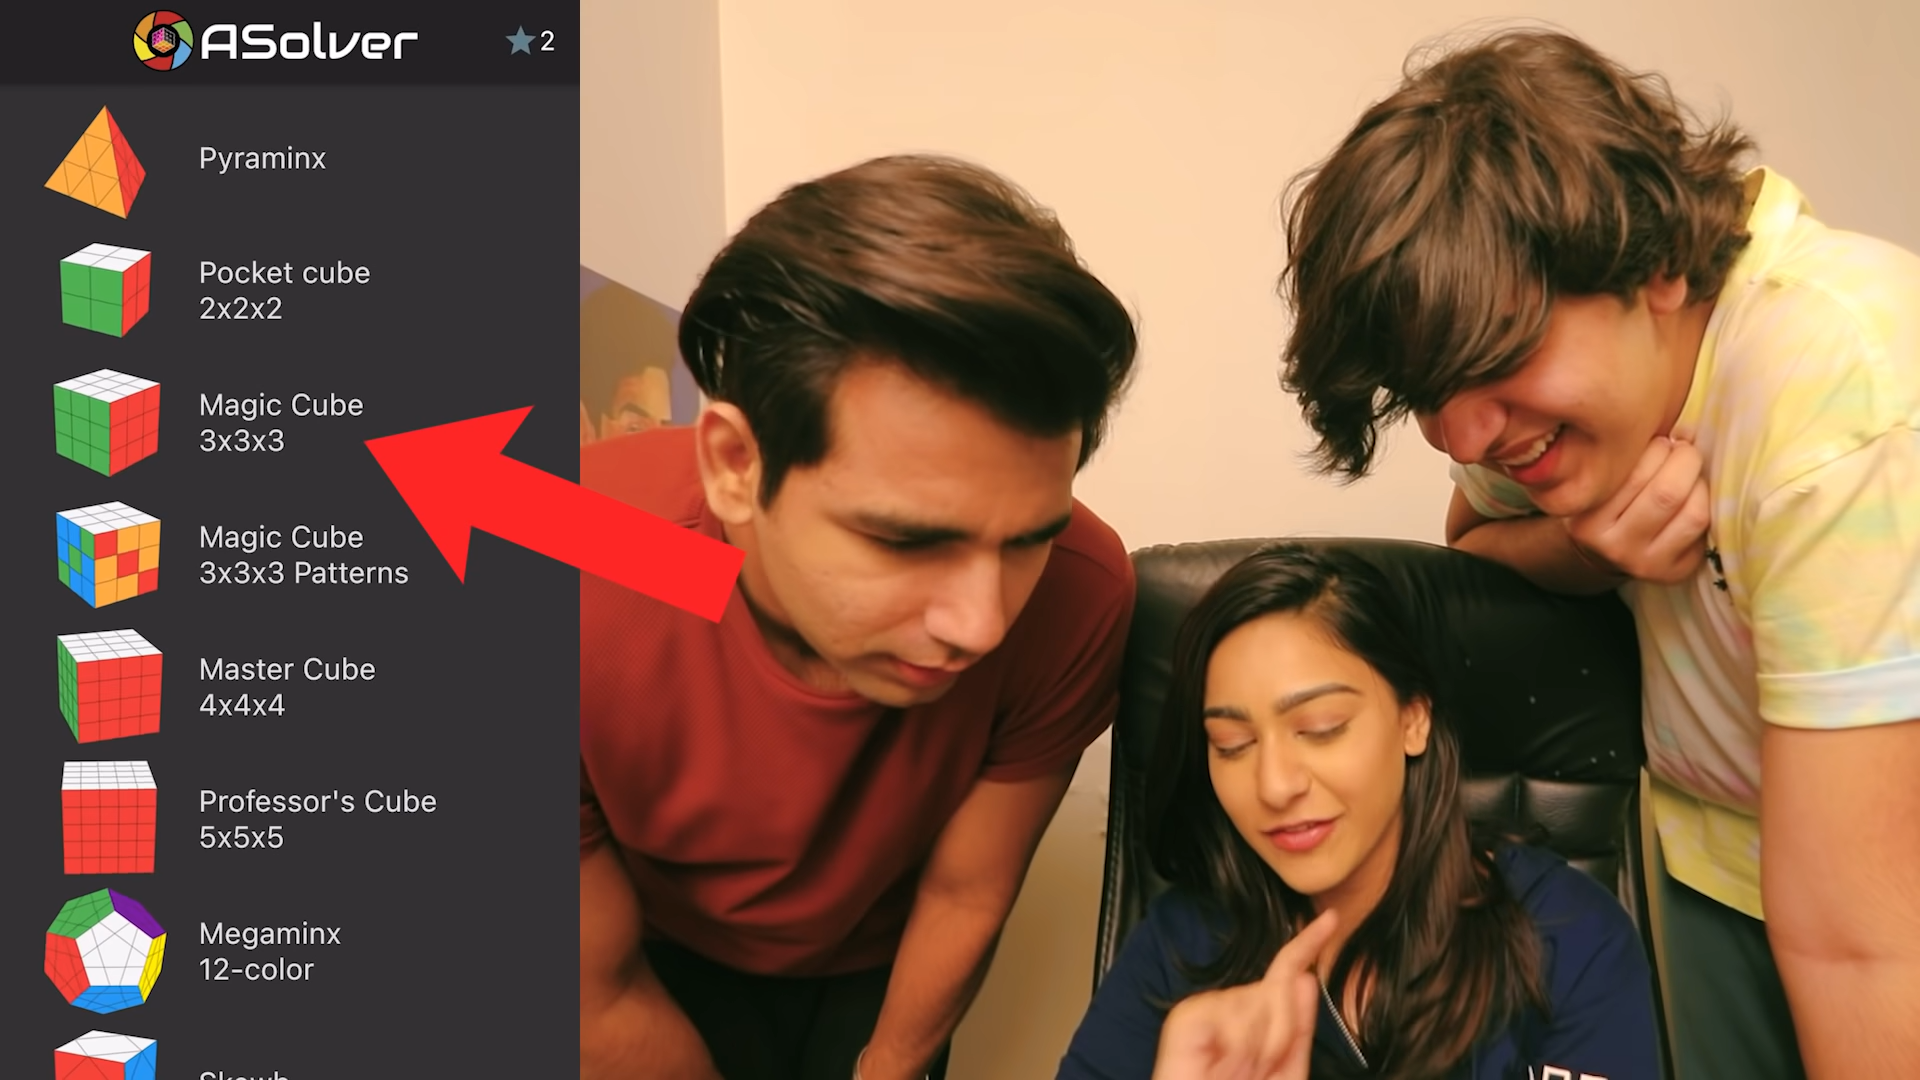 ASolver
2
Pyraminx
Pocket cube
2x2x2
Magic Cube
3x3x3
Magic Cube
3x3x3 Patterns
Master Cube
4x4x4
Professor's Cube
5x5x5
Megaminx
12-color